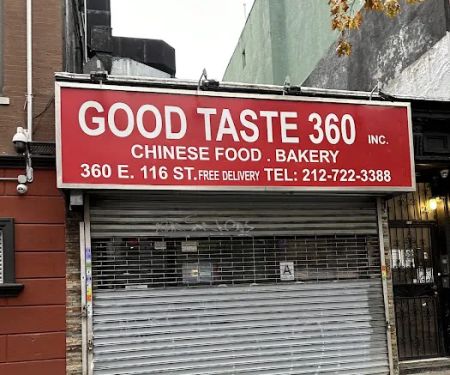 GOOD TASTE 360 INC.
CHINESE FOOD . BAKERY
360 E. 116 ST. FREE DELIVERY TEL: 212-722-3388
A